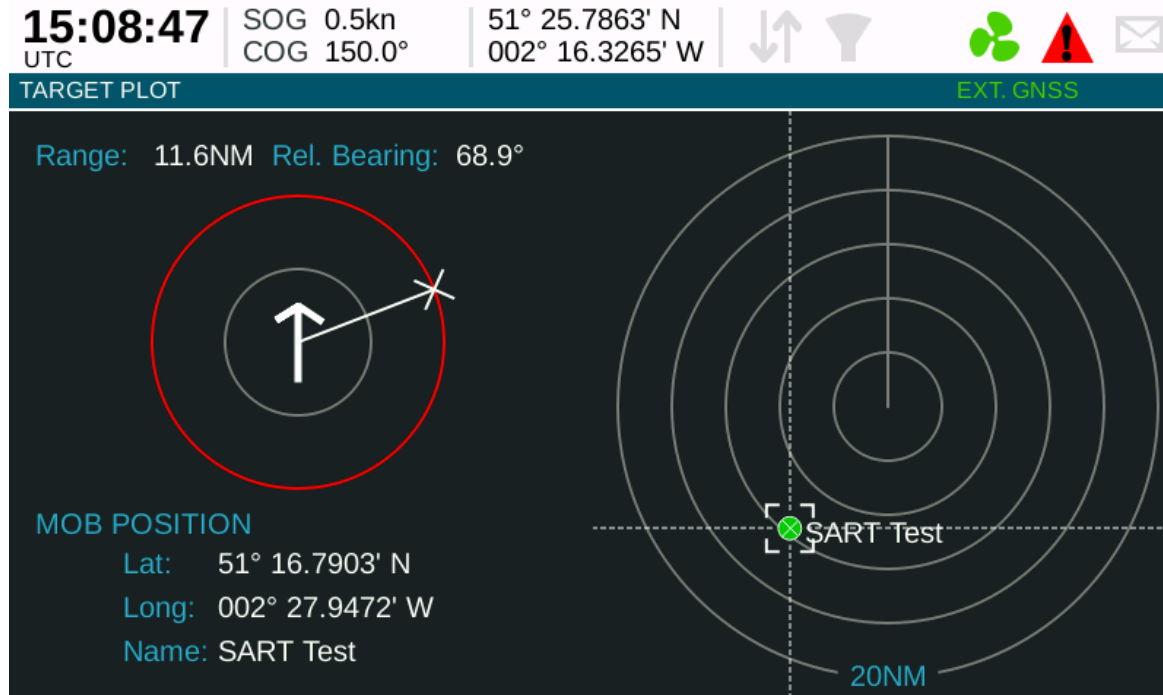 15:08:47
UTC
SOG 0.5kn
COG 150.0°
51° 25.7863' N
002° 16.3265' W
TARGET PLOT
EXT. GNSS
Range: 11.6NM Rel. Bearing: 68.9°
MOB POSITION
Lat: 51° 16.7903' N
Long: 002° 27.9472' W
Name: SART Test
SART Test
20NM